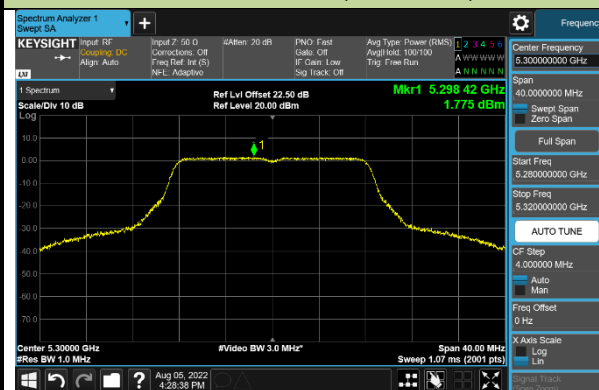 Spectrum Analyzer 1
Swept SA
Frequency
KEYSIGHT
Input: RF
Coupling: DC
Align: Auto
Input Z: 50 Ω
Corrections: Off
Freq Ref: Int (S)
NFE: Adaptive
#Atten: 20 dB
PNO: Fast
Gate: Off
IF Gain: Low
Sig Track: Off
Avg Type: Power (RMS)
Avg|Hold: 100/100
Trig: Free Run
1 2 3 4 5 6
A W W W W W
A N N N N N
LXI
1 Spectrum
Scale/Div 10 dB
Log
Ref Lvl Offset 22.50 dB
Ref Level 20.00 dBm
Mkr1 5.298 42 GHz
1.775 dBm
10.0
0.00
-10.0
-20.0
-30.0
-40.0
-50.0
-60.0
-70.0
1
Center 5.30000 GHz
#Res BW 1.0 MHz
#Video BW 3.0 MHz*
Span 40.00 MHz
Sweep 1.07 ms (2001 pts)
Aug 05, 2022
4:28:38 PM
Center Frequency
5.300000000 GHz
Span
40.0000000 MHz
Swept Span
Zero Span
Full Span
Start Freq
5.280000000 GHz
Stop Freq
5.320000000 GHz
AUTO TUNE
CF Step
4.000000 MHz
Auto
Man
Freq Offset
0 Hz
X Axis Scale
Log
Lin
Signal Track